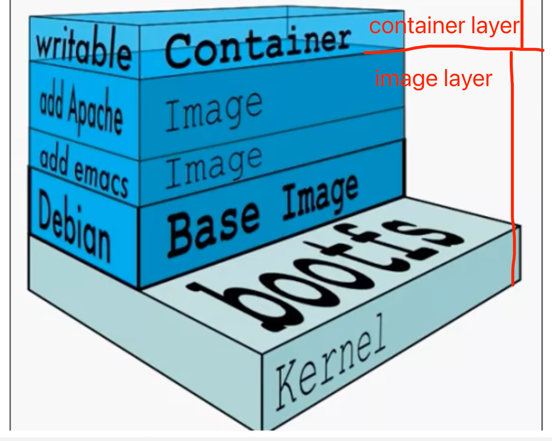 container layer
writable Container
image layer
add Apache Image
add emacs Image
Debian Base Image
bootfs
Kernel